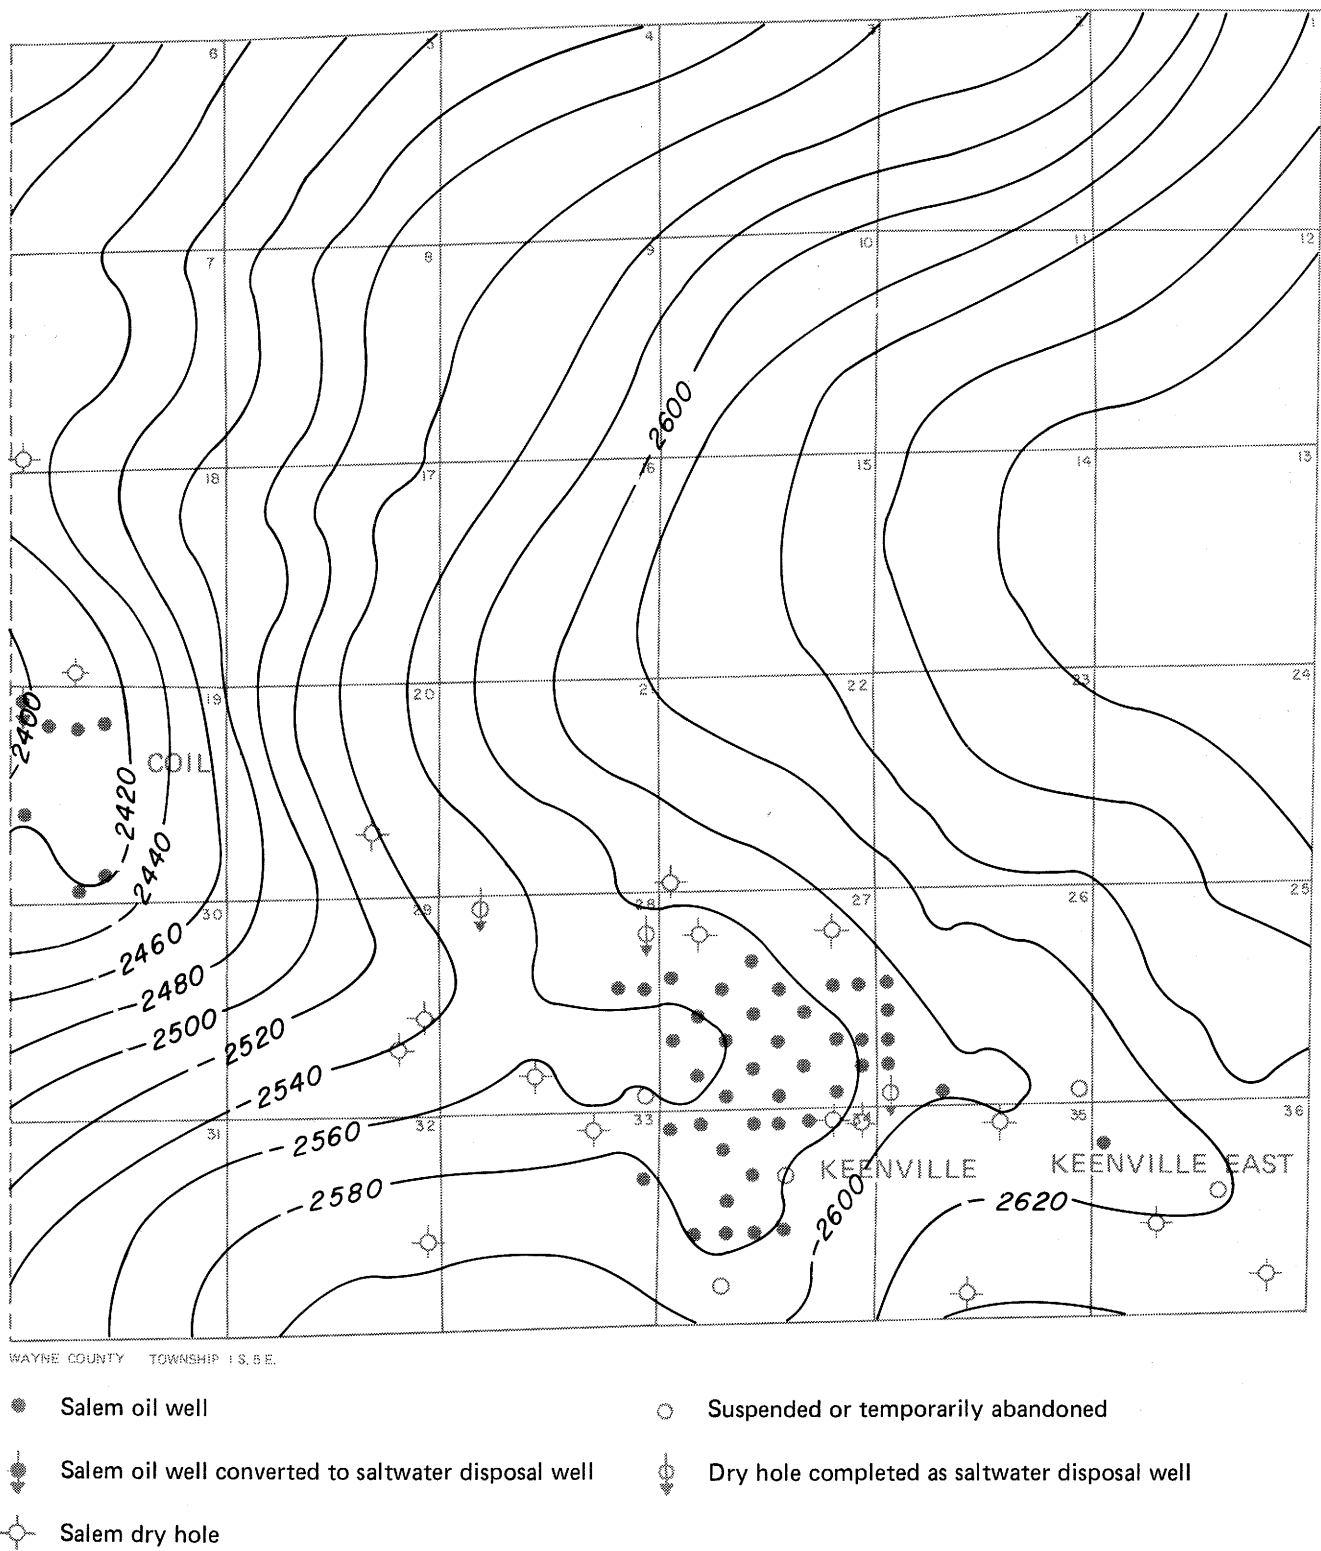 6 5 4 3 2 1
7 8 9 10 11 12
-2600
18 17 16 15 14 13
19 20 21 22 23 24
-2400
COIL
-2420
-2440
30 29 28 27 26 25
-2460
-2480
-2500
-2520
-2540
31 32 33 34 35 36
-2560
KEENVILLE KEENVILLE EAST
-2580
-2600
-2620
WAYNE COUNTY TOWNSHIP 1 S, 5 E.
Salem oil well
Suspended or temporarily abandoned
Salem oil well converted to saltwater disposal well
Dry hole completed as saltwater disposal well
Salem dry hole